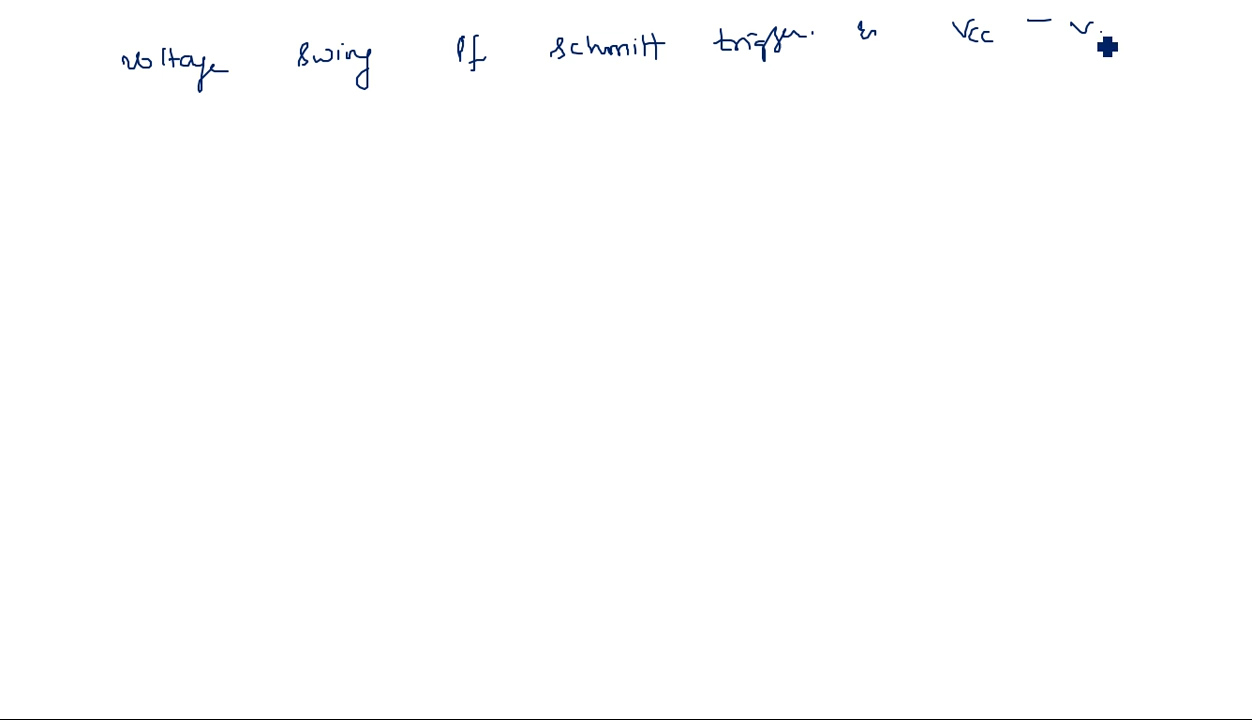 voltage swing of schmitt trigger. is Vcc - v.